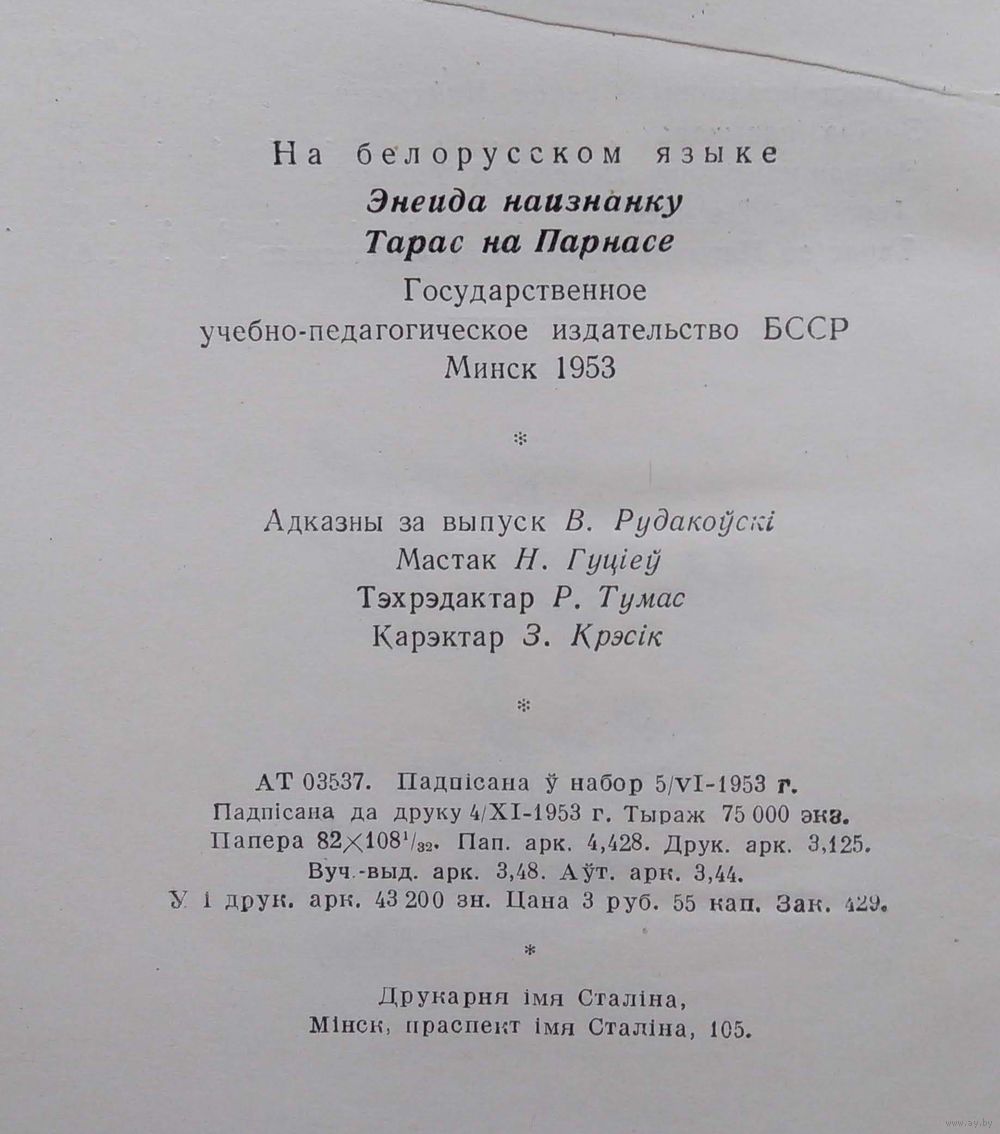 На белорусском языке
Энеида наизнанку
Тарас на Парнасе
Государственное
учебно-педагогическое издательство БССР
Минск 1953
*
Адказны за выпуск В. Рудакоўскі
Мастак Н. Гуціеў
Тэхрэдактар Р. Тумас
Карэктар З. Крэсік
*
АТ 03537. Падпісана ў набор 5/VI-1953 г.
Падпісана да друку 4/XI-1953 г. Тыраж 75 000 экз.
Папера 82×108¹/₃₂. Пап. арк. 4,428. Друк. арк. 3,125.
Вуч.-выд. арк. 3,48. Аўт. арк. 3,44.
У 1 друк. арк. 43 200 зн. Цана 3 руб. 55 кап. Зак. 429.
*
Друкарня імя Сталіна,
Мінск, праспект імя Сталіна, 105.
www.ay.by